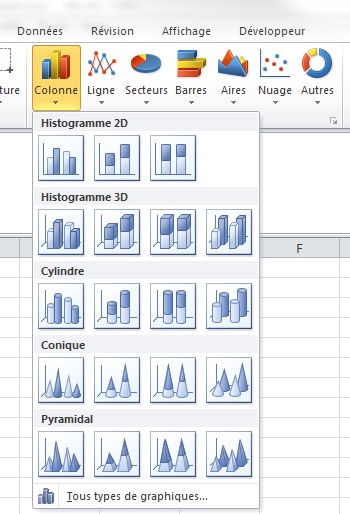 Données Révision Affichage Développeur
ture Colonne Ligne Secteurs Barres Aires Nuage Autres
Histogramme 2D
Histogramme 3D
F
Cylindre
Conique
Pyramidal
Tous types de graphiques...